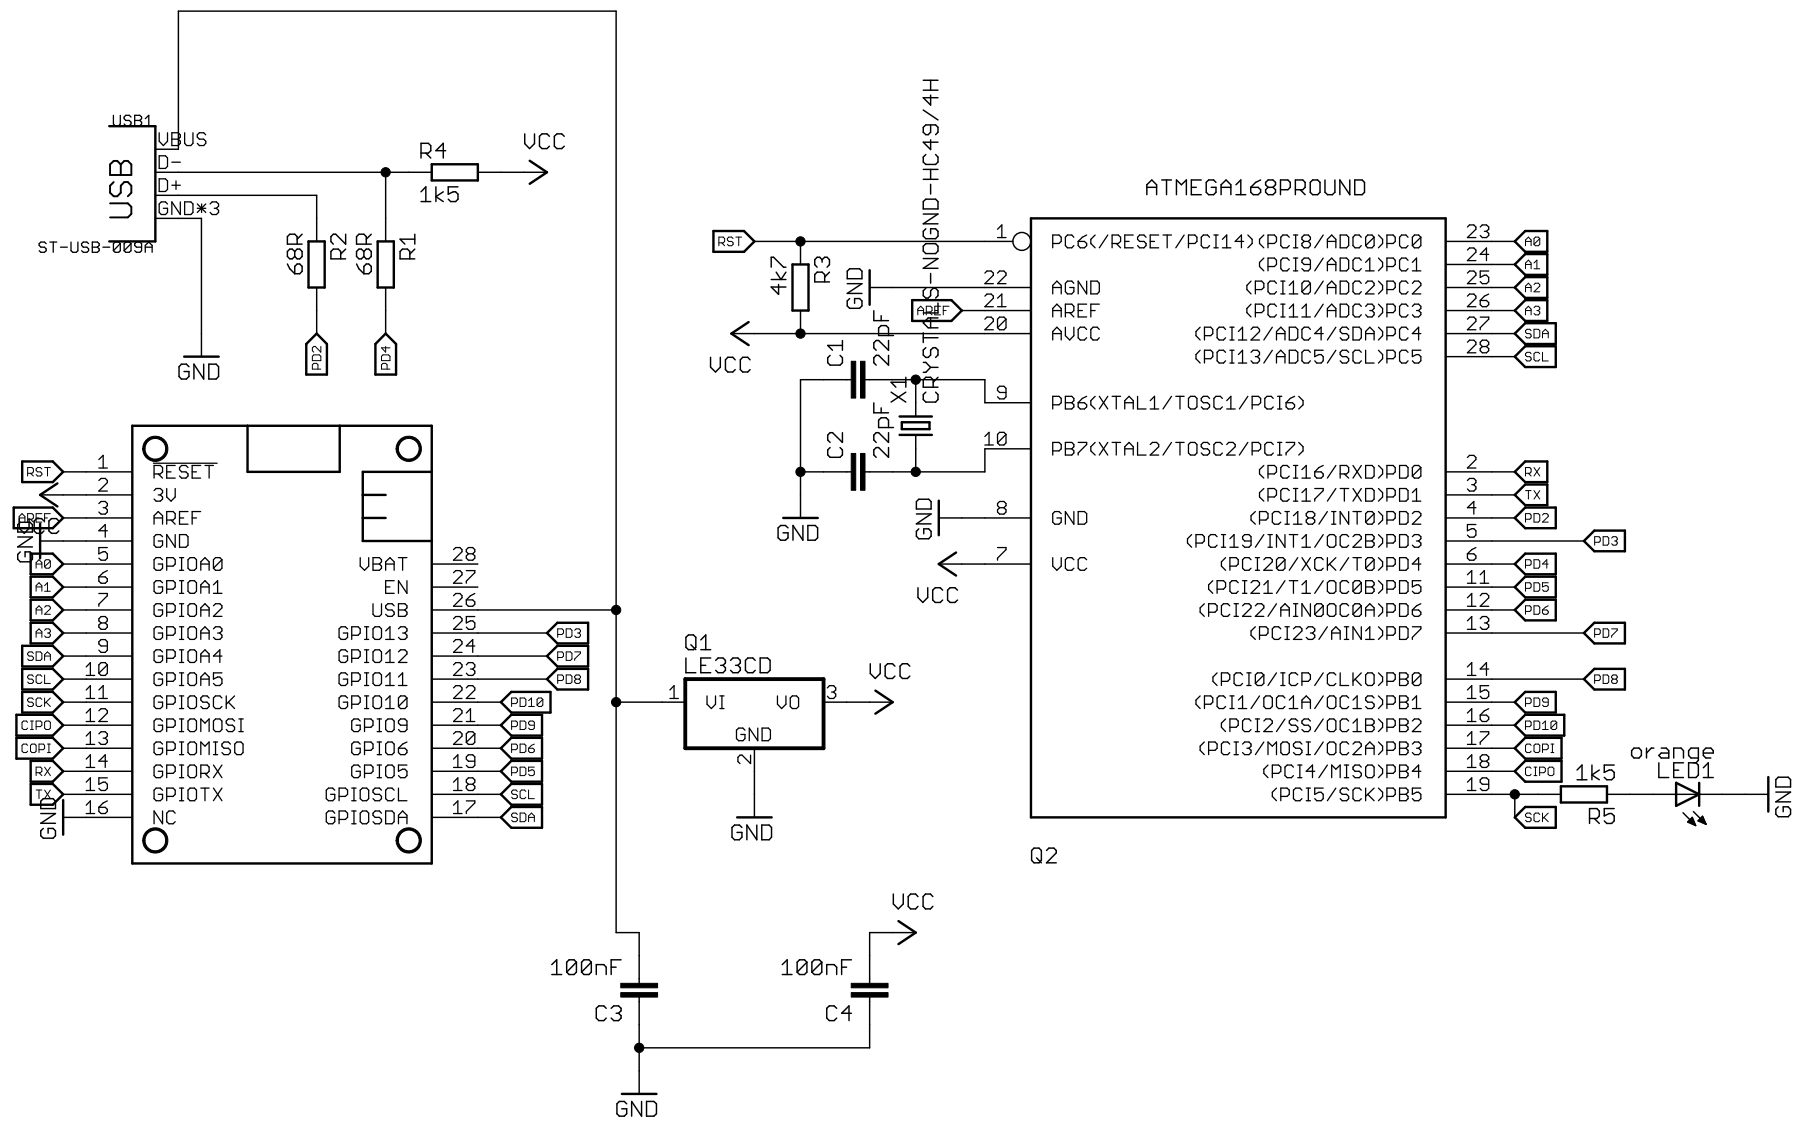 USB1
VBUS
D-
D+
GND*3
USB
ST-USB-009A
GND
R4
1k5
VCC
68R
R2
68R
R1
PD2
PD4
RST 1 RESET
2 3V
VCC
AREF 3 AREF
GND 4 GND
A0 5 GPIOA0
A1 6 GPIOA1
A2 7 GPIOA2
A3 8 GPIOA3
SDA 9 GPIOA4
SCL 10 GPIOA5
SCK 11 GPIOSCK
CIPO 12 GPIOMOSI
COPI 13 GPIOMISO
RX 14 GPIORX
TX 15 GPIOTX
GND 16 NC
VBAT 28
EN 27
USB 26
GPIO13 25 PD3
GPIO12 24 PD7
GPIO11 23 PD8
GPIO10 22 PD10
GPIO9 21 PD9
GPIO6 20 PD6
GPIO5 19 PD5
GPIOSCL 18 SCL
GPIOSDA 17 SDA
Q1
LE33CD
1 VI VO 3
GND
2
VCC
GND
VCC
100nF
C3
100nF
C4
GND
RST
4k7
R3
GND
AREF
VCC
C1
22pF
C2
22pF
X1
CRYSTALS-NOGND-HC49/4H
GND
GND
VCC
ATMEGA168PROUND
1 PC6(/RESET/PCI14)
22 AGND
21 AREF
20 AVCC
9 PB6(XTAL1/TOSC1/PCI6)
10 PB7(XTAL2/TOSC2/PCI7)
8 GND
7 VCC
(PCI8/ADC0)PC0 23 A0
(PCI9/ADC1)PC1 24 A1
(PCI10/ADC2)PC2 25 A2
(PCI11/ADC3)PC3 26 A3
(PCI12/ADC4/SDA)PC4 27 SDA
(PCI13/ADC5/SCL)PC5 28 SCL
(PCI16/RXD)PD0 2 RX
(PCI17/TXD)PD1 3 TX
(PCI18/INT0)PD2 4 PD2
(PCI19/INT1/OC2B)PD3 5 PD3
(PCI20/XCK/T0)PD4 6 PD4
(PCI21/T1/OC0B)PD5 11 PD5
(PCI22/AIN0OC0A)PD6 12 PD6
(PCI23/AIN1)PD7 13 PD7
(PCI0/ICP/CLKO)PB0 14 PD8
(PCI1/OC1A/OC1S)PB1 15 PD9
(PCI2/SS/OC1B)PB2 16 PD10
(PCI3/MOSI/OC2A)PB3 17 COPI
(PCI4/MISO)PB4 18 CIPO
(PCI5/SCK)PB5 19
SCK
1k5
R5
orange
LED1
GND
Q2